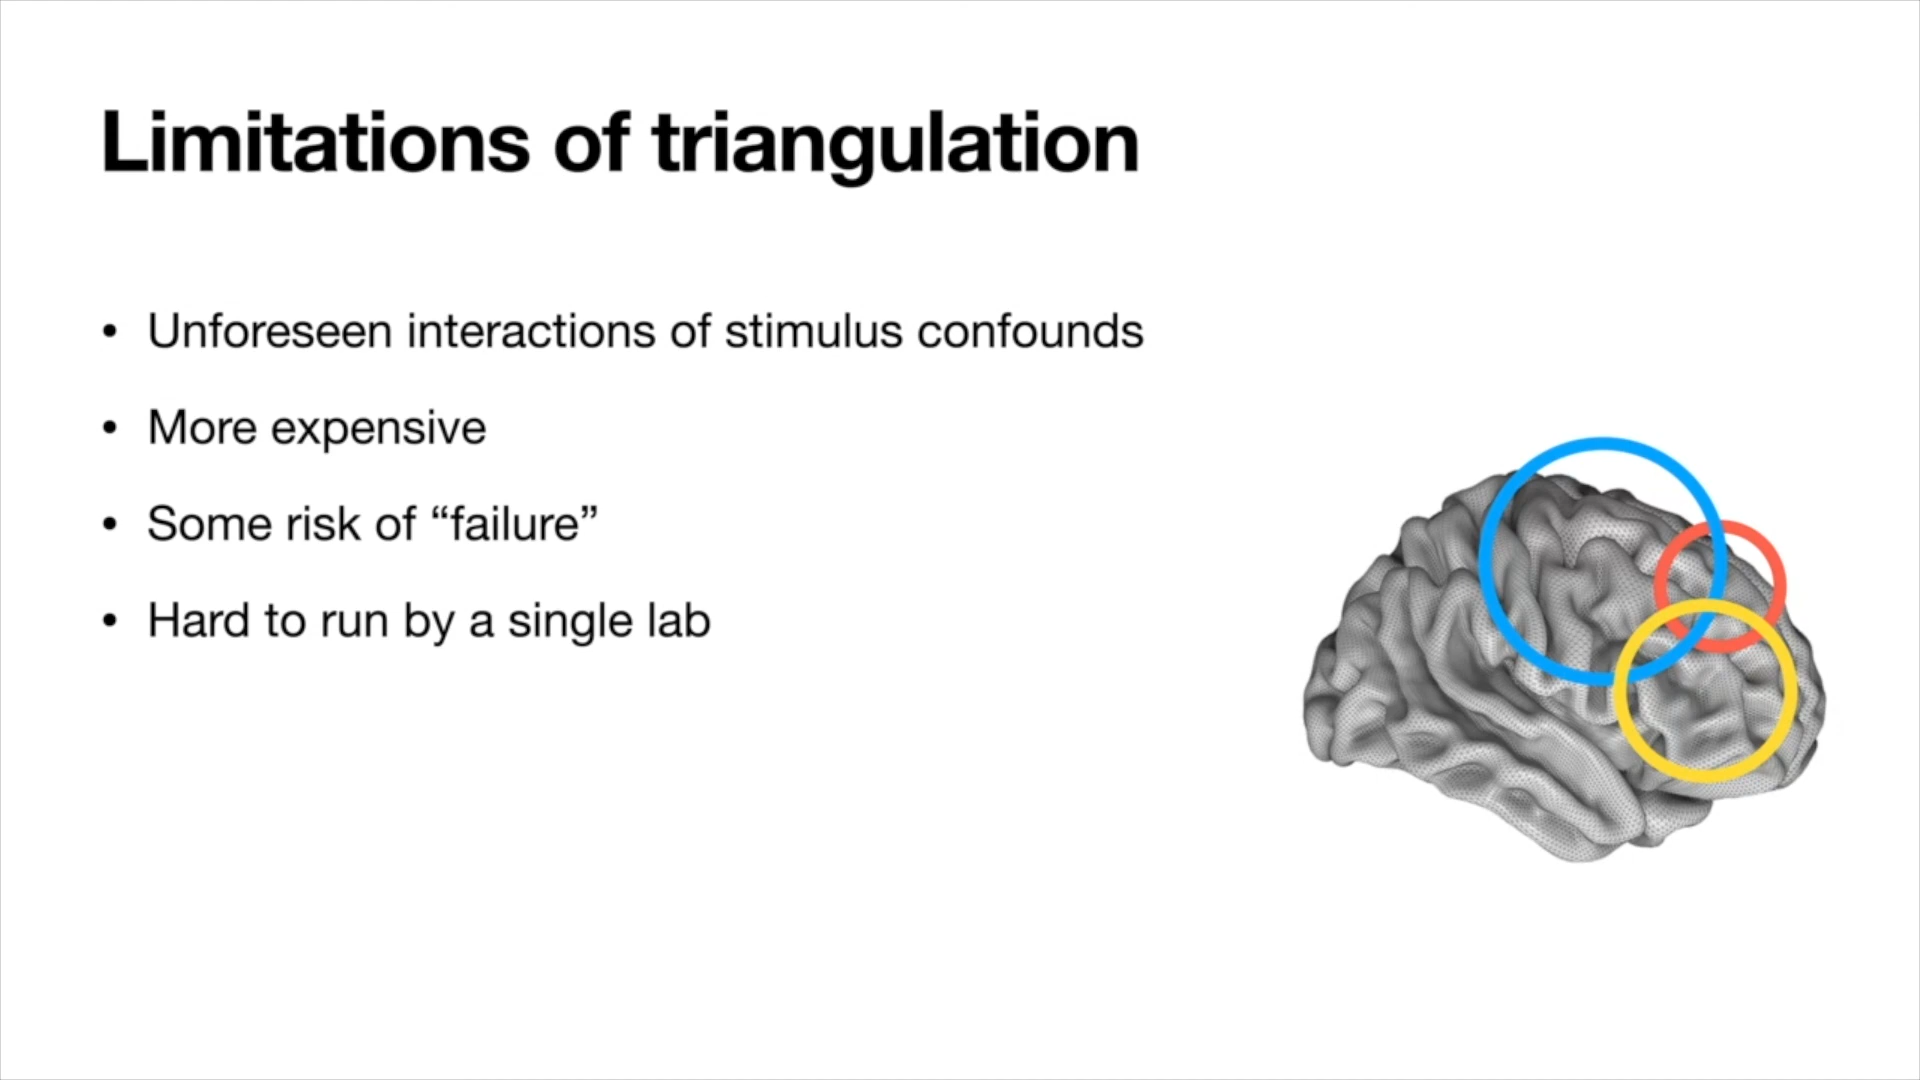 Limitations of triangulation
• Unforeseen interactions of stimulus confounds
• More expensive
• Some risk of “failure”
• Hard to run by a single lab